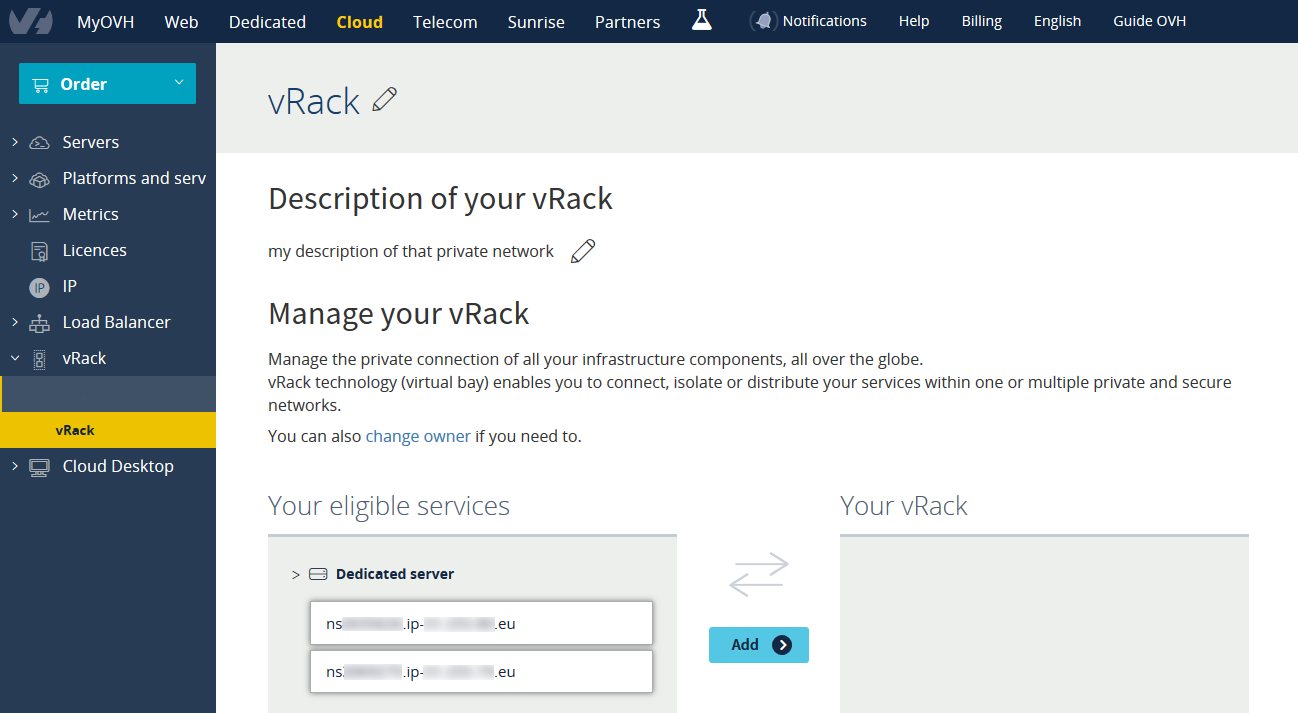 MyOVH Web Dedicated Cloud Telecom Sunrise Partners Notifications Help Billing English Guide OVH
Order
Servers
Platforms and serv
Metrics
Licences
IP IP
Load Balancer
vRack
vRack
Cloud Desktop
vRack
Description of your vRack
my description of that private network
Manage your vRack
Manage the private connection of all your infrastructure components, all over the globe.
vRack technology (virtual bay) enables you to connect, isolate or distribute your services within one or multiple private and secure
networks.
You can also change owner if you need to.
Your eligible services
> Dedicated server
ns .ip- .eu
ns .ip- .eu
Add
Your vRack